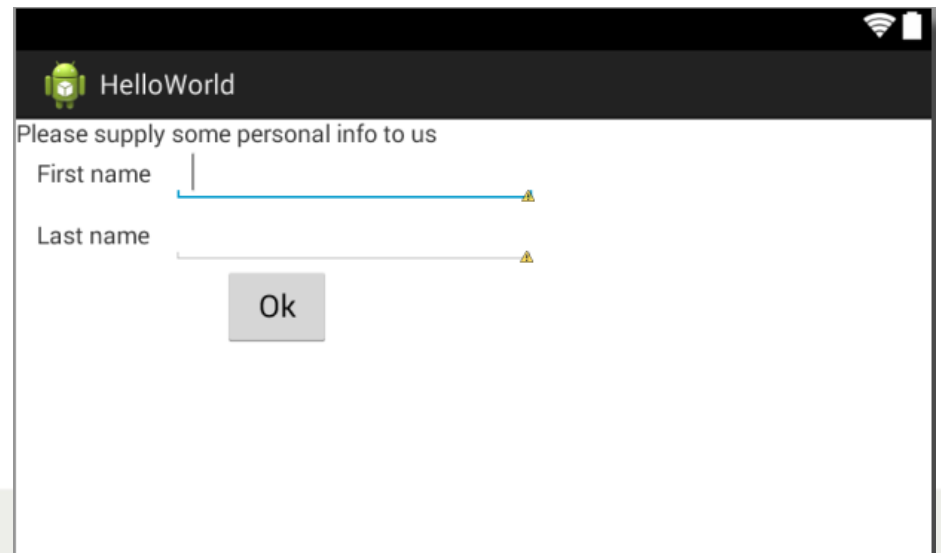 HelloWorld
Please supply some personal info to us
First name
Last name
Ok